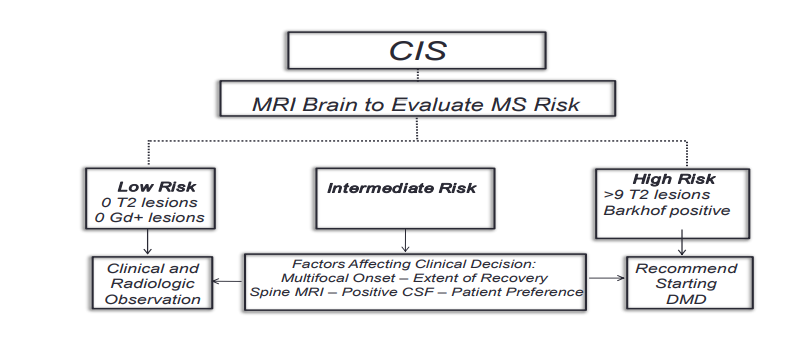 CIS
MRI Brain to Evaluate MS Risk
Low Risk
0 T2 lesions
0 Gd+ lesions
Intermediate Risk
High Risk
>9 T2 lesions
Barkhof positive
Clinical and
Radiologic
Observation
Factors Affecting Clinical Decision:
Multifocal Onset – Extent of Recovery
Spine MRI – Positive CSF – Patient Preference
Recommend
Starting
DMD